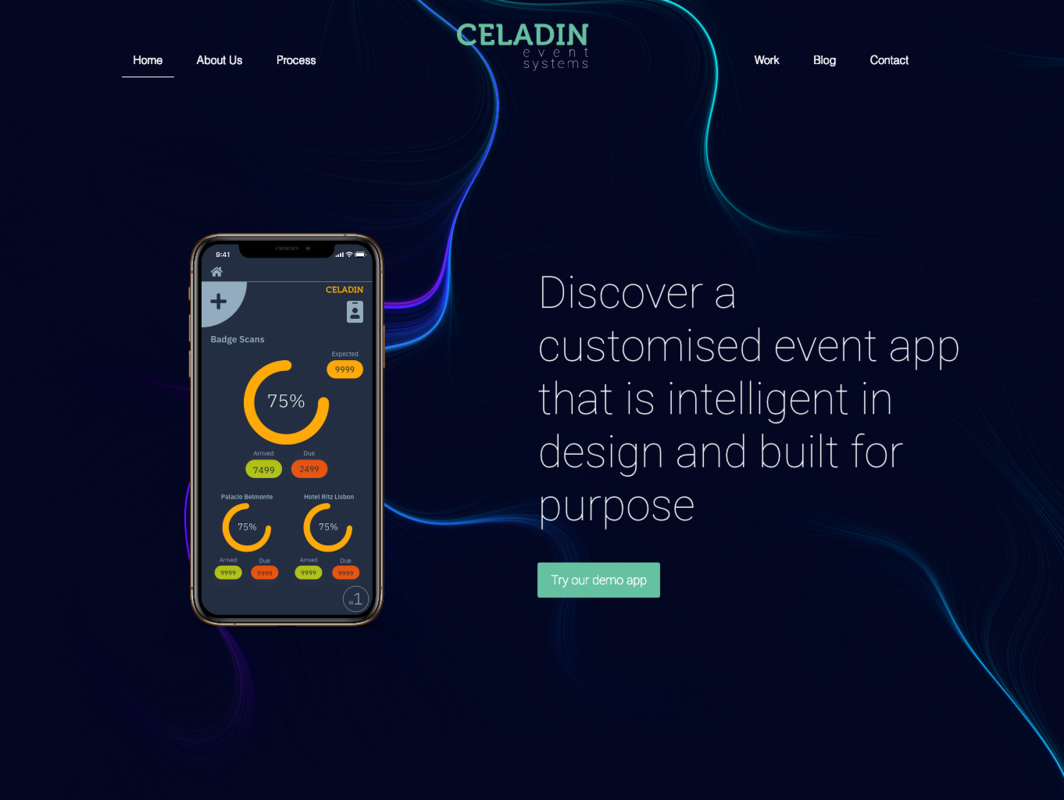 CELADIN
event
systems
Home
About Us
Process
Work
Blog
Contact
9:41
CELADIN
Badge Scans
Expected
9999
75%
Arrived
Due
7499
2499
Palacio Belmonte
Hotel Ritz Lisbon
75%
75%
Arrived
Due
Arrived
Due
9999
9999
9999
9999
1
Discover a
customised event app
that is intelligent in
design and built for
purpose
Try our demo app